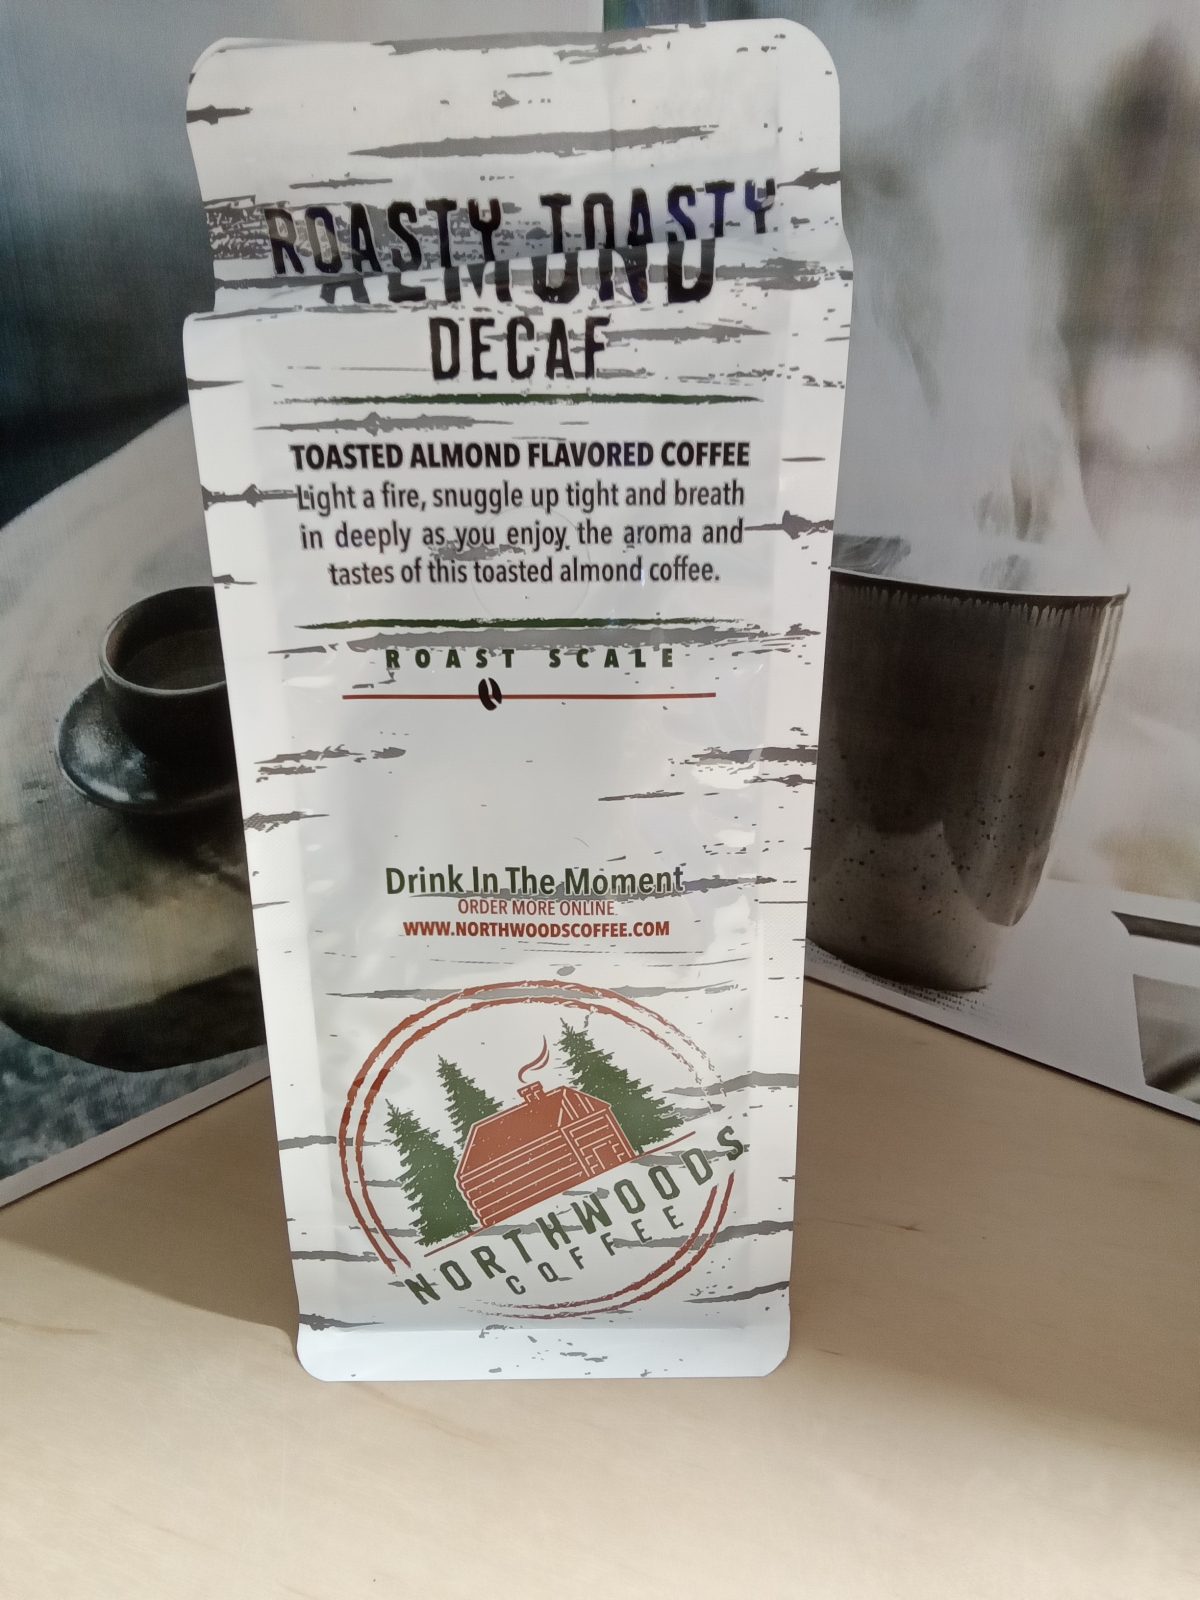 ROASTY TOASTY
ALMOND
DECAF
TOASTED ALMOND FLAVORED COFFEE
Light a fire, snuggle up tight and breath
in deeply as you enjoy the aroma and
tastes of this toasted almond coffee.
ROAST SCALE
Drink In The Moment
ORDER MORE ONLINE
WWW.NORTHWOODSCOFFEE.COM
NORTHWOODS
COFFEE